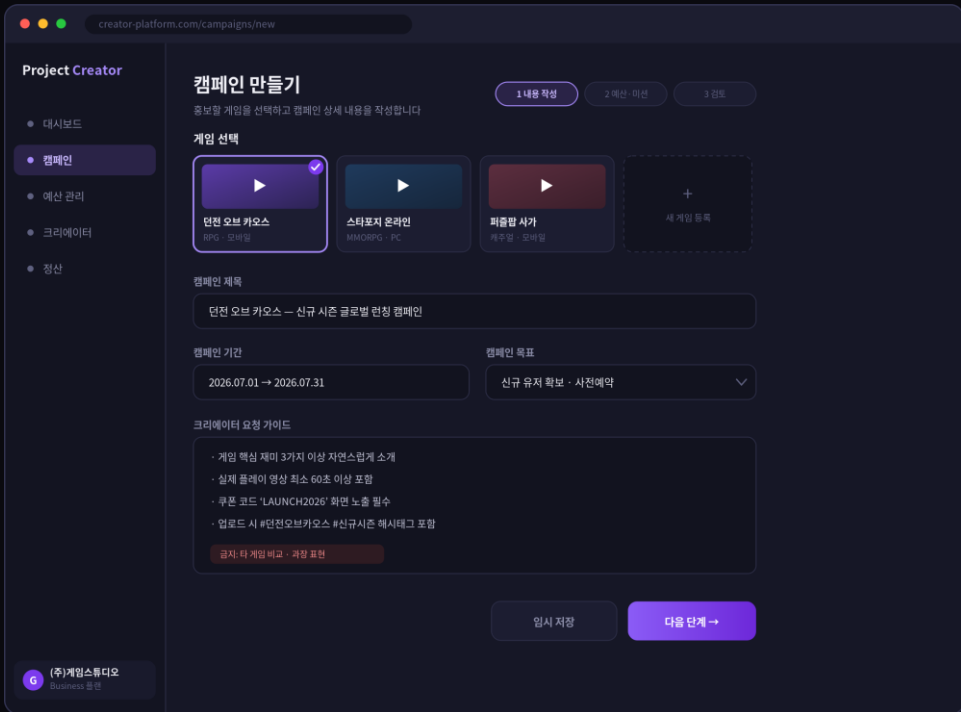 creator-platform.com/campaigns/new
Project Creator
대시보드
캠페인
예산 관리
크리에이터
정산
(주)게임스튜디오
Business 플랜
G
캠페인 만들기
홍보할 게임을 선택하고 캠페인 상세 내용을 작성합니다
1 내용 작성
2 예산·미션
3 검토
게임 선택
던전 오브 카오스
RPG · 모바일
스타포지 온라인
MMORPG · PC
퍼즐팝 사가
캐주얼 · 모바일
+
새 게임 등록
캠페인 제목
던전 오브 카오스 — 신규 시즌 글로벌 런칭 캠페인
캠페인 기간
2026.07.01 → 2026.07.31
캠페인 목표
신규 유저 확보 · 사전예약
크리에이터 요청 가이드
· 게임 핵심 재미 3가지 이상 자연스럽게 소개
· 실제 플레이 영상 최소 60초 이상 포함
· 쿠폰 코드 ‘LAUNCH2026’ 화면 노출 필수
· 업로드 시 #던전오브카오스 #신규시즌 해시태그 포함
금지: 타 게임 비교 · 과장 표현
임시 저장
다음 단계 →